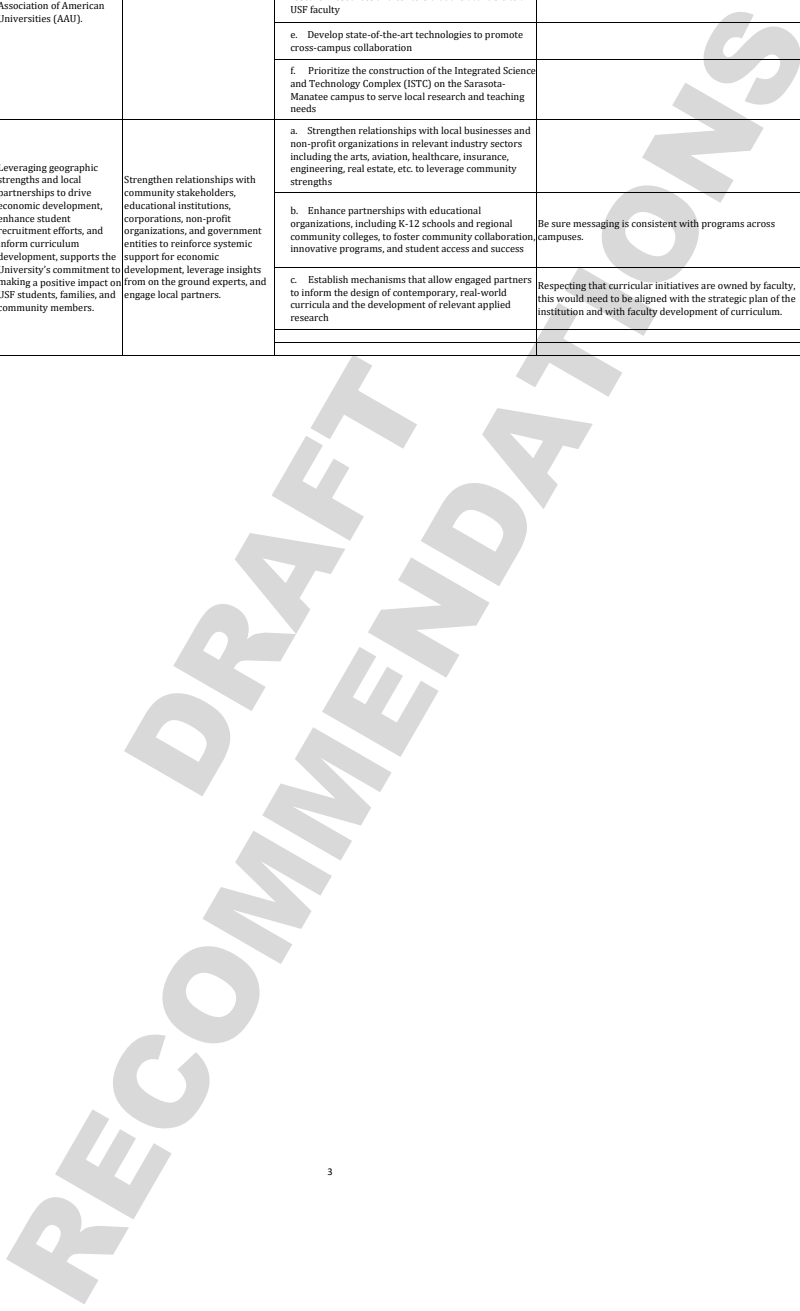 Association of American
Universities (AAU).
USF faculty
e. Develop state-of-the-art technologies to promote
cross-campus collaboration
f. Prioritize the construction of the Integrated Science
and Technology Complex (ISTC) on the Sarasota-
Manatee campus to serve local research and teaching
needs
Leveraging geographic
strengths and local
partnerships to drive
economic development,
enhance student
recruitment efforts, and
inform curriculum
development, supports the
University's commitment to
making a positive impact on
USF students, families, and
community members.
Strengthen relationships with
community stakeholders,
educational institutions,
corporations, non-profit
organizations, and government
entities to reinforce systemic
support for economic
development, leverage insights
from on the ground experts, and
engage local partners.
a. Strengthen relationships with local businesses and
non-profit organizations in relevant industry sectors
including the arts, aviation, healthcare, insurance,
engineering, real estate, etc. to leverage community
strengths
b. Enhance partnerships with educational
organizations, including K-12 schools and regional
community colleges, to foster community collaboration,
innovative programs, and student access and success
Be sure messaging is consistent with programs across
campuses.
c. Establish mechanisms that allow engaged partners
to inform the design of contemporary, real-world
curricula and the development of relevant applied
research
Respecting that curricular initiatives are owned by faculty,
this would need to be aligned with the strategic plan of the
institution and with faculty development of curriculum.
DRAFT
RECOMMENDATIONS
3